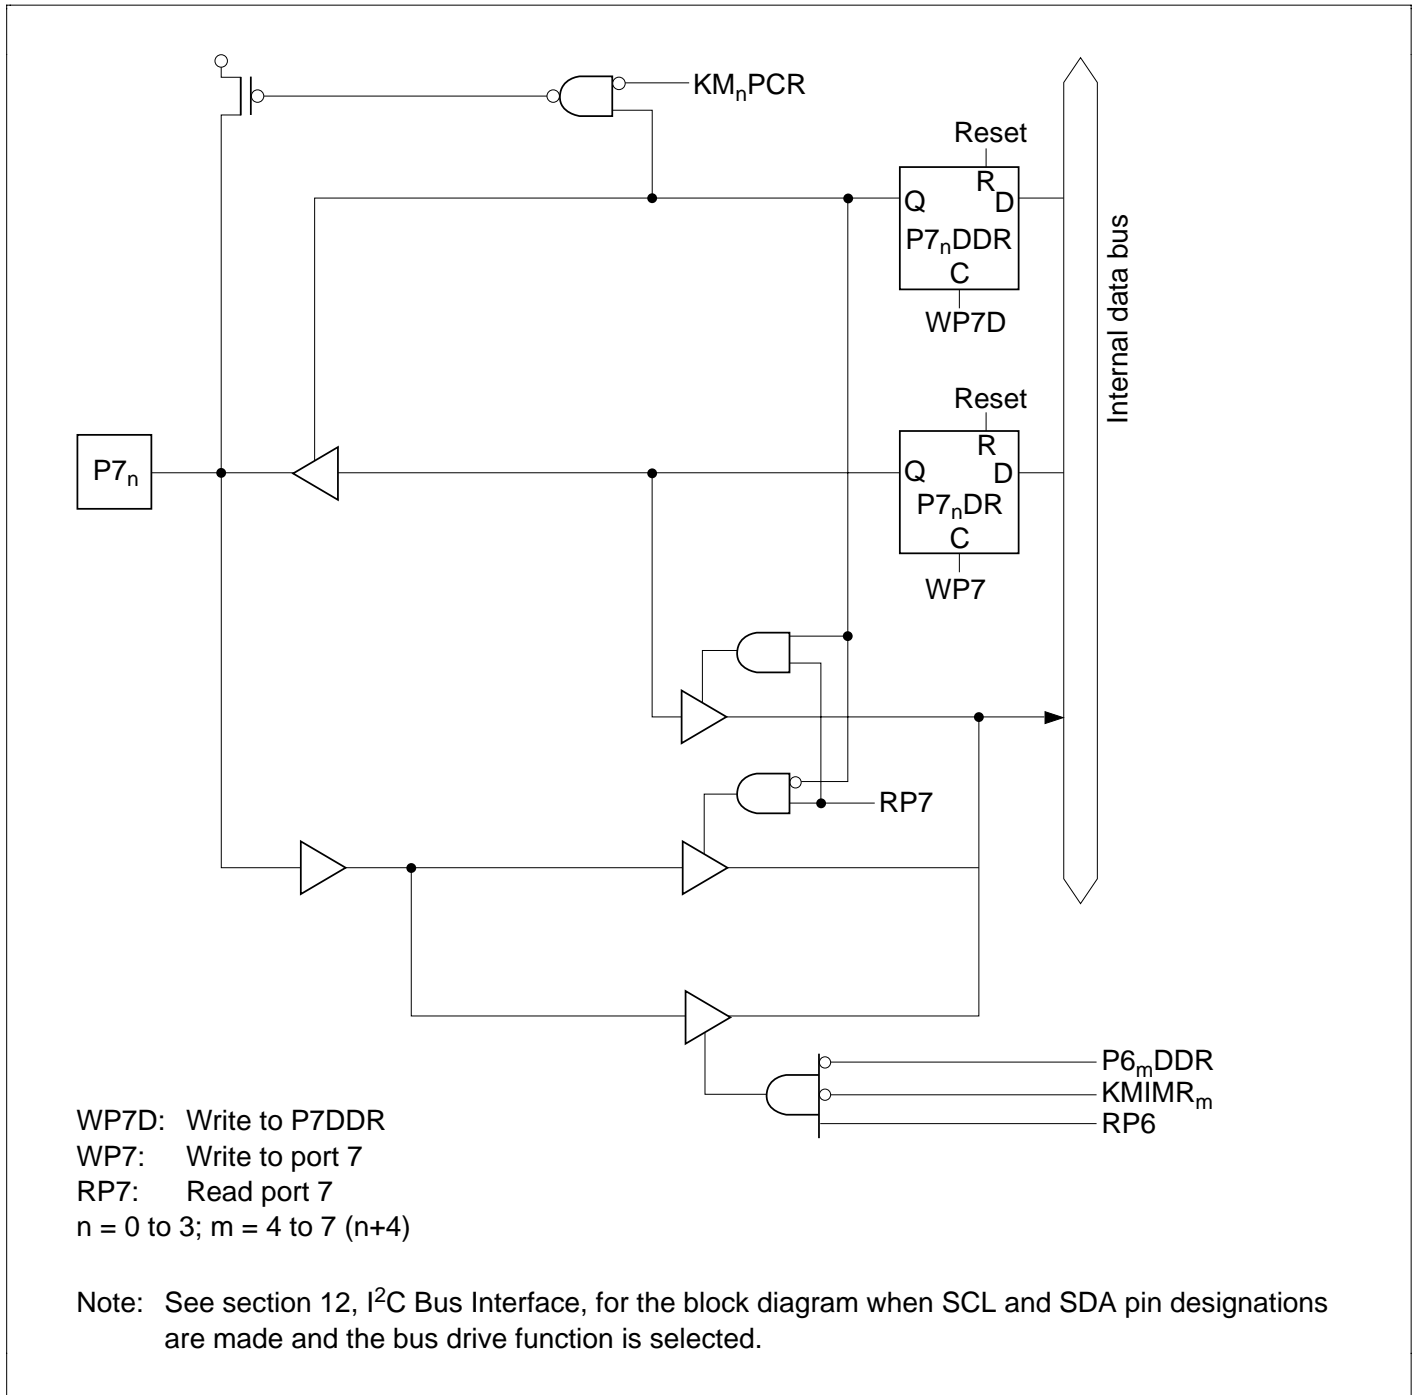 KMnPCR
Reset
R
Q D
P7nDDR
C
WP7D
Internal data bus
Reset
R
Q D
P7nDR
C
WP7
P7n
RP7
P6mDDR
KMIMRm
RP6
WP7D: Write to P7DDR
WP7: Write to port 7
RP7: Read port 7
n = 0 to 3; m = 4 to 7 (n+4)
Note: See section 12, I²C Bus Interface, for the block diagram when SCL and SDA pin designations
are made and the bus drive function is selected.